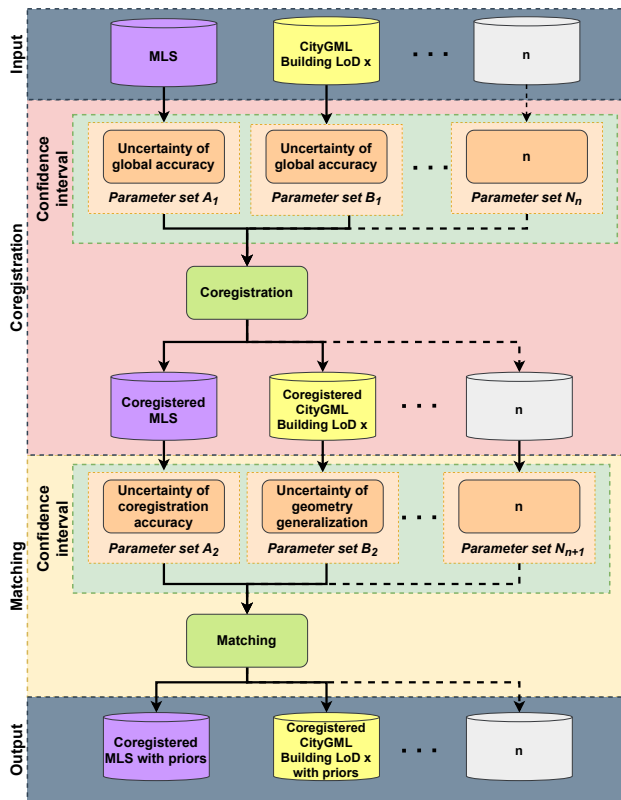 Input
MLS
CityGML
Building LoD x
. . .
n
Coregistration
Confidence
interval
Uncertainty of
global accuracy
Parameter set A1
Uncertainty of
global accuracy
Parameter set B1
. . .
n
Parameter set Nn
Coregistration
Coregistered
MLS
Coregistered
CityGML
Building LoD x
. . .
n
Matching
Confidence
interval
Uncertainty of
coregistration
accuracy
Parameter set A2
Uncertainty of
geometry
generalization
Parameter set B2
. . .
n
Parameter set Nn+1
Matching
Output
Coregistered
MLS with priors
Coregistered
CityGML
Building LoD x
with priors
. . .
n